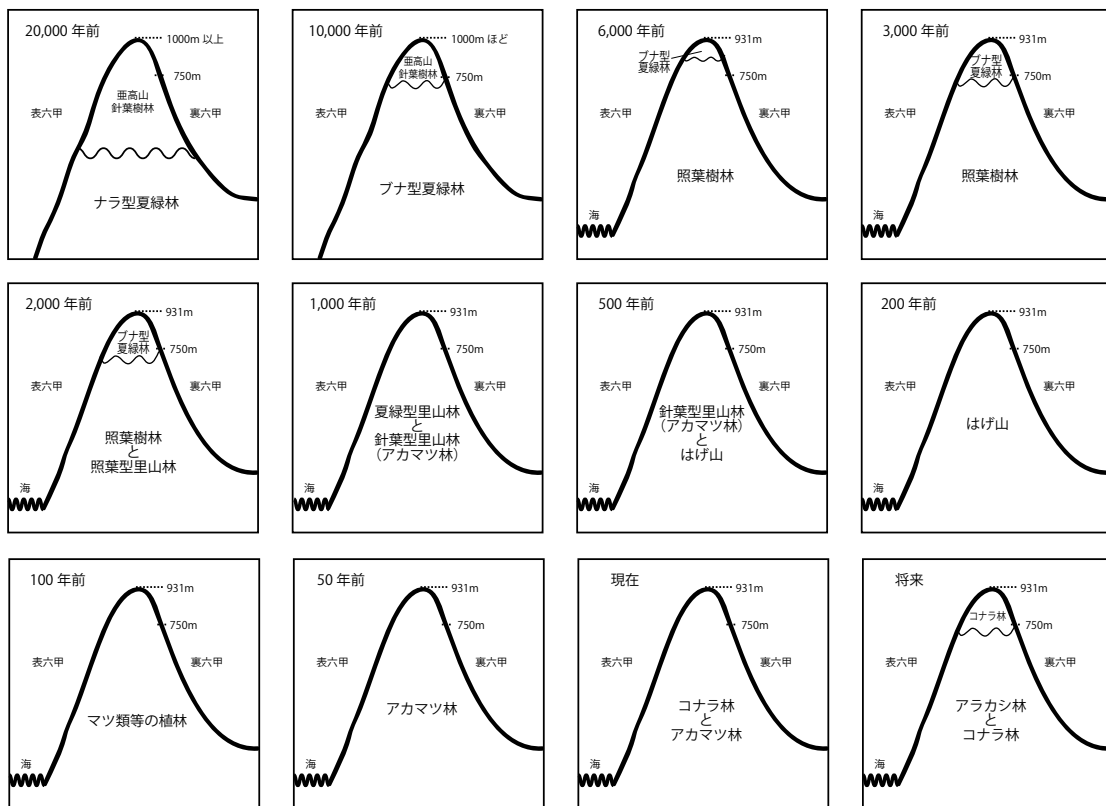 20,000 年前
1000m 以上
750m
亜高山
針葉樹林
表六甲
裏六甲
ナラ型夏緑林
10,000 年前
1000m ほど
亜高山
針葉樹林
750m
表六甲
裏六甲
ブナ型夏緑林
6,000 年前
931m
ブナ型
夏緑林
750m
表六甲
裏六甲
照葉樹林
海
3,000 年前
931m
ブナ型
夏緑林
750m
表六甲
裏六甲
照葉樹林
海
2,000 年前
931m
ブナ型
夏緑林
750m
表六甲
裏六甲
照葉樹林
と
照葉型里山林
海
1,000 年前
931m
750m
表六甲
裏六甲
夏緑型里山林
と
針葉型里山林
(アカマツ林)
海
500 年前
931m
750m
表六甲
裏六甲
針葉型里山林
(アカマツ林)
と
はげ山
海
200 年前
931m
750m
表六甲
裏六甲
はげ山
海
100 年前
931m
750m
表六甲
裏六甲
マツ類等の植林
海
50 年前
931m
750m
表六甲
裏六甲
アカマツ林
海
現在
931m
750m
表六甲
裏六甲
コナラ林
と
アカマツ林
海
将来
931m
コナラ林
750m
表六甲
裏六甲
アラカシ林
と
コナラ林
海